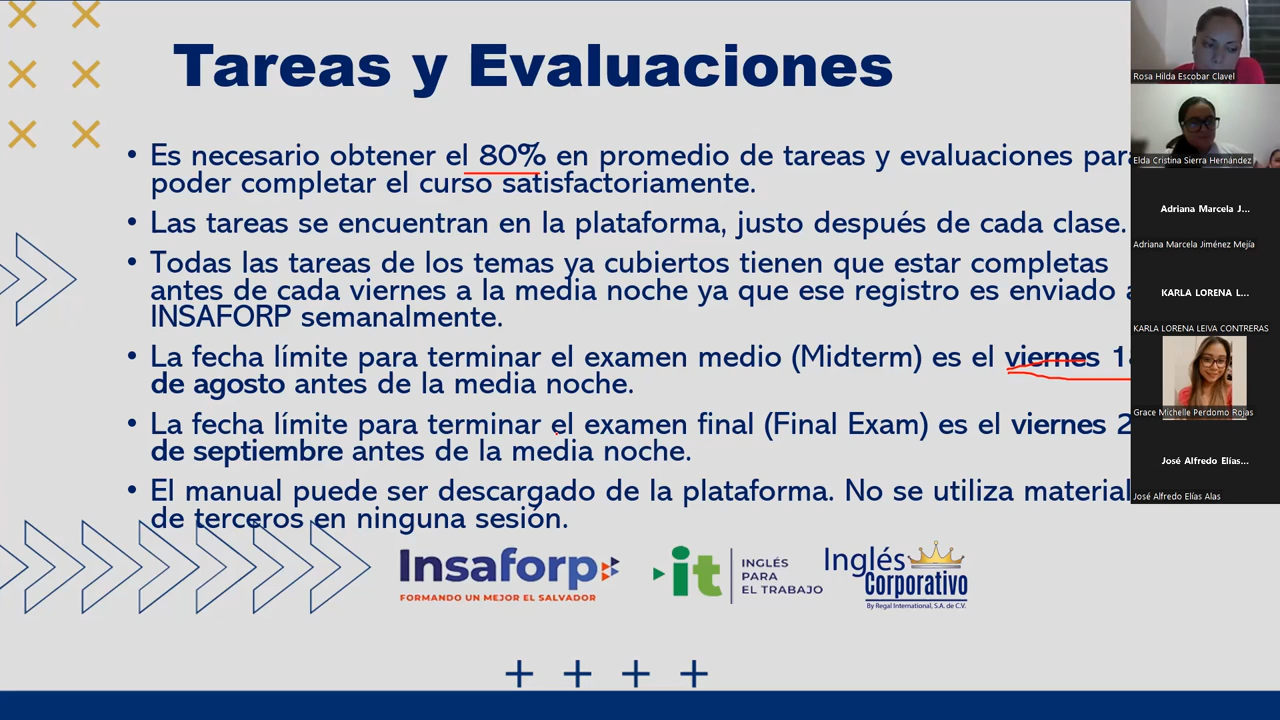 Tareas y Evaluaciones
• Es necesario obtener el 80% en promedio de tareas y evaluaciones para
poder completar el curso satisfactoriamente.
• Las tareas se encuentran en la plataforma, justo después de cada clase.
• Todas las tareas de los temas ya cubiertos tienen que estar completas
antes de cada viernes a la media noche ya que ese registro es enviado a
INSAFORP semanalmente.
• La fecha límite para terminar el examen medio (Midterm) es el viernes
de agosto antes de la media noche.
• La fecha límite para terminar el examen final (Final Exam) es el viernes
de septiembre antes de la media noche.
• El manual puede ser descargado de la plataforma. No se utiliza material
de terceros en ninguna sesión.
Insaforp
FORMANDO UN MEJOR EL SALVADOR
it
INGLÉS
PARA
EL TRABAJO
Inglés
Corporativo
By Regal International, S.A. de C.V.
Rosa Hilda Escobar Clavel
Elda Cristina Sierra Hernández
Adriana Marcela J...
Adriana Marcela Jiménez Mejía
KARLA LORENA L...
KARLA LORENA LEIVA CONTRERAS
Grace Michelle Perdomo Rojas
José Alfredo Elías...
José Alfredo Elías Alas